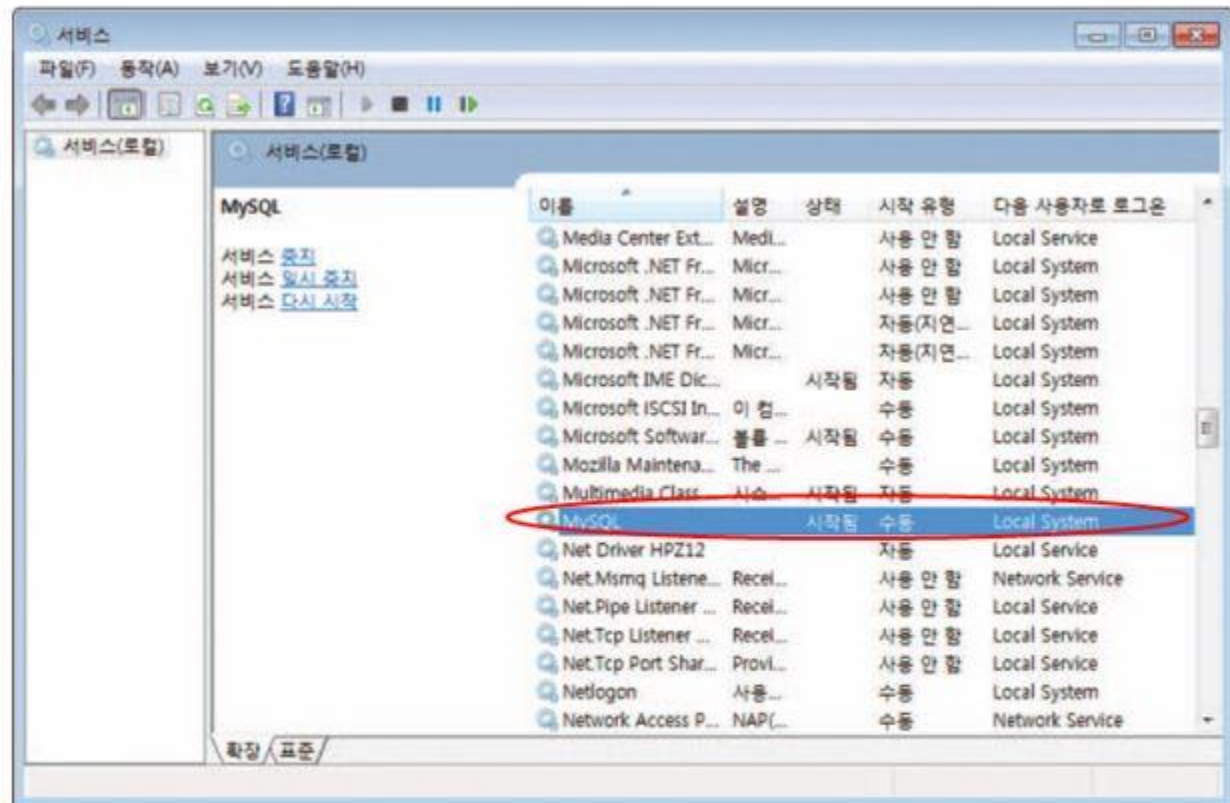 서비스
파일(F) 동작(A) 보기(V) 도움말(H)
서비스(로컬)
서비스(로컬)
MySQL
서비스 중지
서비스 일시 중지
서비스 다시 시작
이름 설명 상태 시작 유형 다음 사용자로 로그온
Media Center Ext... Medi... 사용 안 함 Local Service
Microsoft .NET Fr... Micr... 사용 안 함 Local System
Microsoft .NET Fr... Micr... 사용 안 함 Local System
Microsoft .NET Fr... Micr... 자동(지연... Local System
Microsoft .NET Fr... Micr... 자동(지연... Local System
Microsoft IME Dic... 시작됨 자동 Local System
Microsoft iSCSI In... 이 컴... 수동 Local System
Microsoft Softwar... 볼륨 ... 시작됨 수동 Local System
Mozilla Maintena... The ... 수동 Local System
Multimedia Class... 시스... 시작됨 자동 Local System
MySQL 시작됨 수동 Local System
Net Driver HPZ12 자동 Local Service
Net.Msmq Listene... Recei... 사용 안 함 Network Service
Net.Pipe Listener ... Recei... 사용 안 함 Local Service
Net.Tcp Listener ... Recei... 사용 안 함 Local Service
Net.Tcp Port Shar... Provi... 사용 안 함 Local Service
Netlogon 사용... 수동 Local System
Network Access P... NAP(... 수동 Network Service
확장 표준